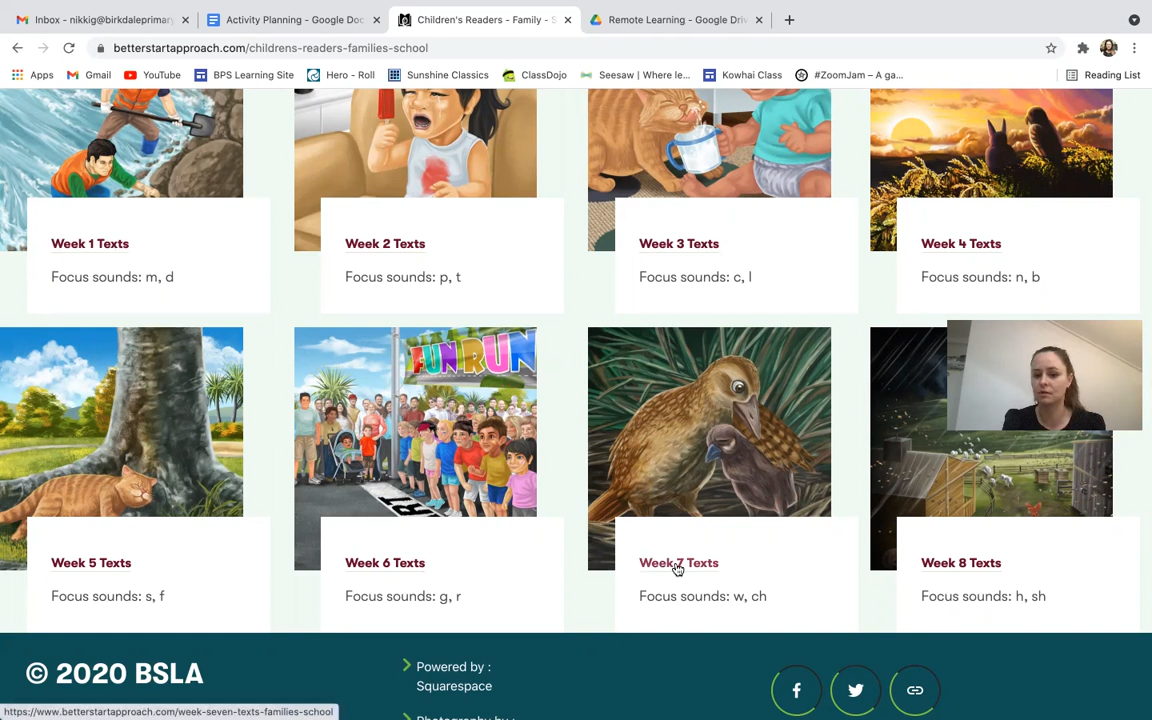 Inbox - nikkig@birkdaleprimary
Activity Planning - Google Doc
Children's Readers - Family - S
Remote Learning - Google Driv
betterstartapproach.com/childrens-readers-families-school
Apps
Gmail
YouTube
BPS Learning Site
Hero - Roll
Sunshine Classics
ClassDojo
Seesaw | Where le...
Kowhai Class
#ZoomJam – A ga...
Reading List
Week 1 Texts
Focus sounds: m, d
Week 2 Texts
Focus sounds: p, t
Week 3 Texts
Focus sounds: c, l
Week 4 Texts
Focus sounds: n, b
FUN RUN
Week 5 Texts
Focus sounds: s, f
Week 6 Texts
Focus sounds: g, r
Week 7 Texts
Focus sounds: w, ch
Week 8 Texts
Focus sounds: h, sh
© 2020 BSLA
Powered by :
Squarespace
Photography by :
https://www.betterstartapproach.com/week-seven-texts-families-school